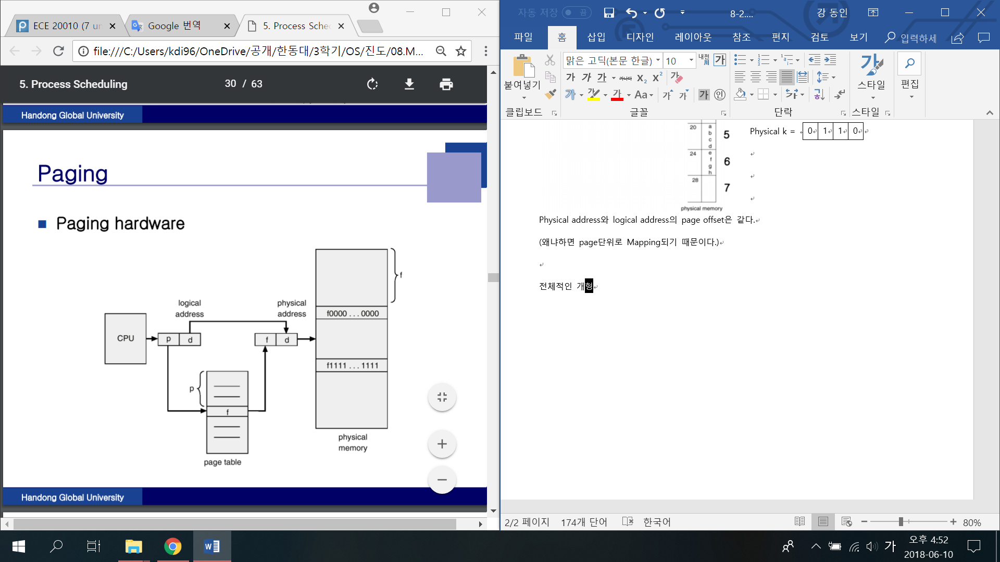 ECE 20010 (7 un
Google 번역
5. Process Sche
file:///C:/Users/kdi96/OneDrive/공개/한동대/3학기/OS/진도/08.M...
5. Process Scheduling
30 / 63
Handong Global University
Paging
Paging hardware
f
logical
address
physical
address
f0000 . . . 0000
CPU
p d
f d
f1111 . . . 1111
p
f
physical
memory
page table
Handong Global University
자동 저장 끔
8-2....
강 동인
파일 홈 삽입 디자인 레이아웃 참조 편지 검토 보기 입력하세
붙여넣기
맑은 고딕(본문 한글) 10
스타일
편집
클립보드 글꼴 단락 스타일
20 a b c d 5
24 e f g h 6
28 7
physical memory
Physical k = 0 1 1 0
Physical address와 logical address의 page offset은 같다.
(왜냐하면 page단위로 Mapping되기 때문이다.)
전체적인 개형
2/2 페이지 174개 단어 한국어 80%
가 오후 4:52
2018-06-10